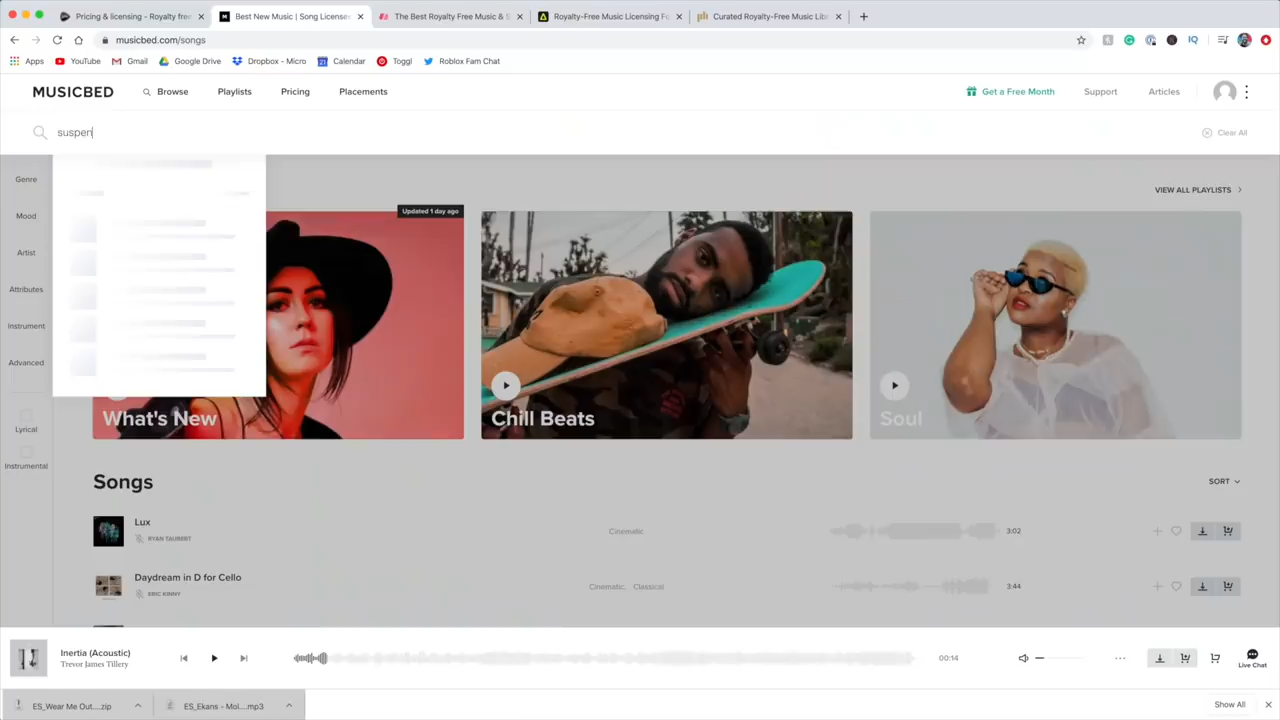 Pricing & licensing - Royalty free
Best New Music | Song License
The Best Royalty Free Music & S
Royalty-Free Music Licensing Fo
Curated Royalty-Free Music Libr
musicbed.com/songs
Apps
YouTube
Gmail
Google Drive
Dropbox - Micro
Calendar
Toggl
Roblox Fam Chat
MUSICBED
Browse
Playlists
Pricing
Placements
Get a Free Month
Support
Articles
suspen
Clear All
Genre
Mood
Artist
Attributes
Instrument
Advanced
Lyrical
Instrumental
VIEW ALL PLAYLISTS
Updated 1 day ago
What's New
Chill Beats
Soul
Songs
SORT
Lux
RYAN TAUBERT
Cinematic
3:02
Daydream in D for Cello
ERIC KINNY
Cinematic, Classical
3:44
Inertia (Acoustic)
Trevor James Tillery
00:14
Live Chat
ES_Wear Me Out....zip
ES_Ekans - Mol....mp3
Show All